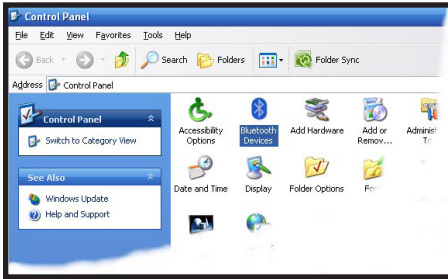 Control Panel
File Edit View Favorites Tools Help
Back Search Folders Folder Sync
Address Control Panel
Control Panel
Switch to Category View
See Also
Windows Update
Help and Support
Accessibility Options
Bluetooth Devices
Add Hardware
Add or Remov...
Date and Time
Display
Folder Options